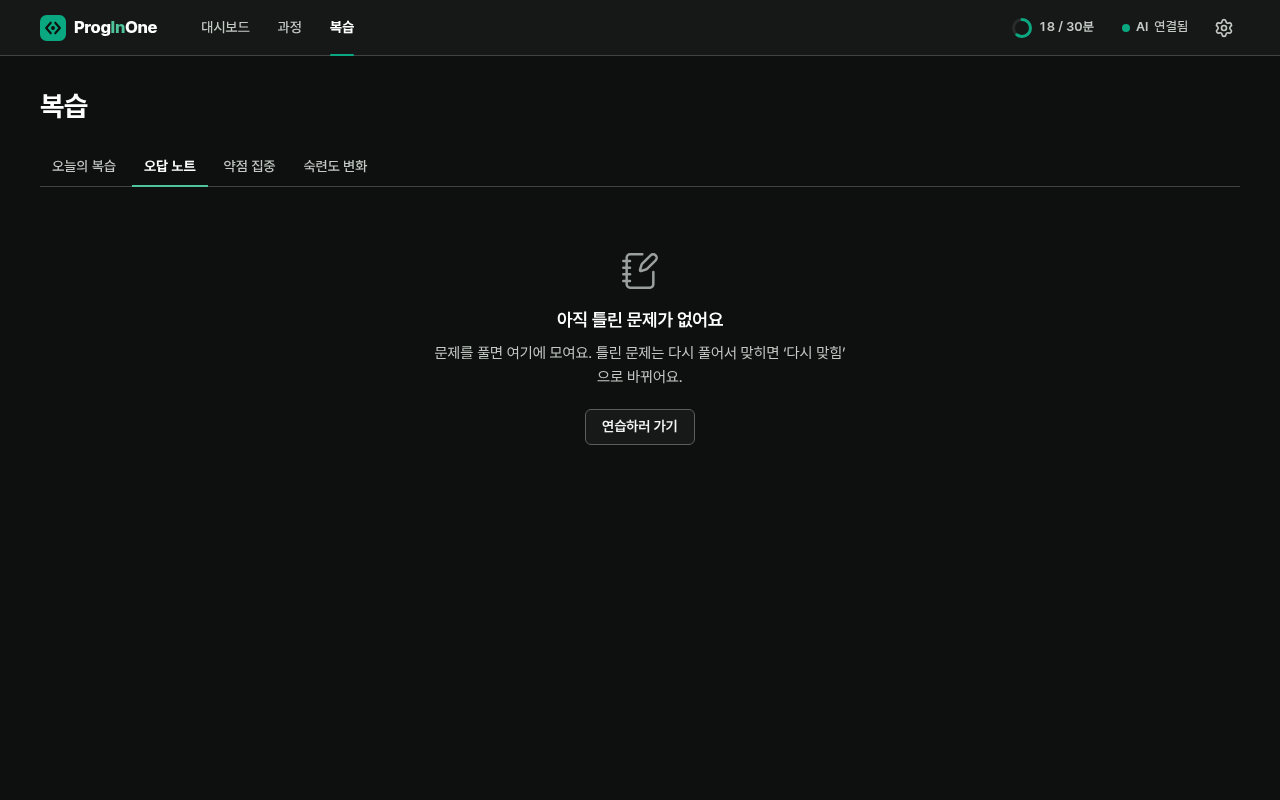 ProgInOne
대시보드
과정
복습
18 / 30분
AI 연결됨
복습
오늘의 복습
오답 노트
약점 집중
숙련도 변화
아직 틀린 문제가 없어요
문제를 풀면 여기에 모여요. 틀린 문제는 다시 풀어서 맞히면 ‘다시 맞힘’
으로 바뀌어요.
연습하러 가기